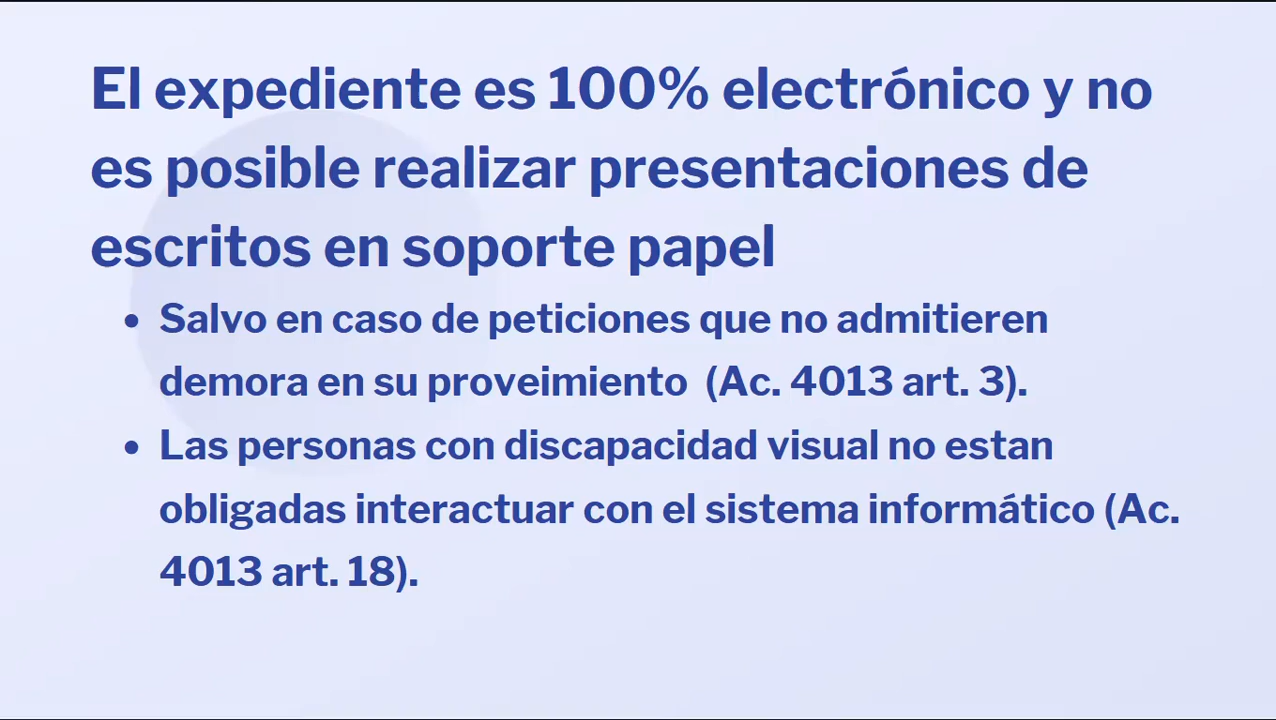 El expediente es 100% electrónico y no
es posible realizar presentaciones de
escritos en soporte papel
• Salvo en caso de peticiones que no admitieren
demora en su proveimiento  (Ac. 4013 art. 3).
• Las personas con discapacidad visual no estan
obligadas interactuar con el sistema informático (Ac.
4013 art. 18).